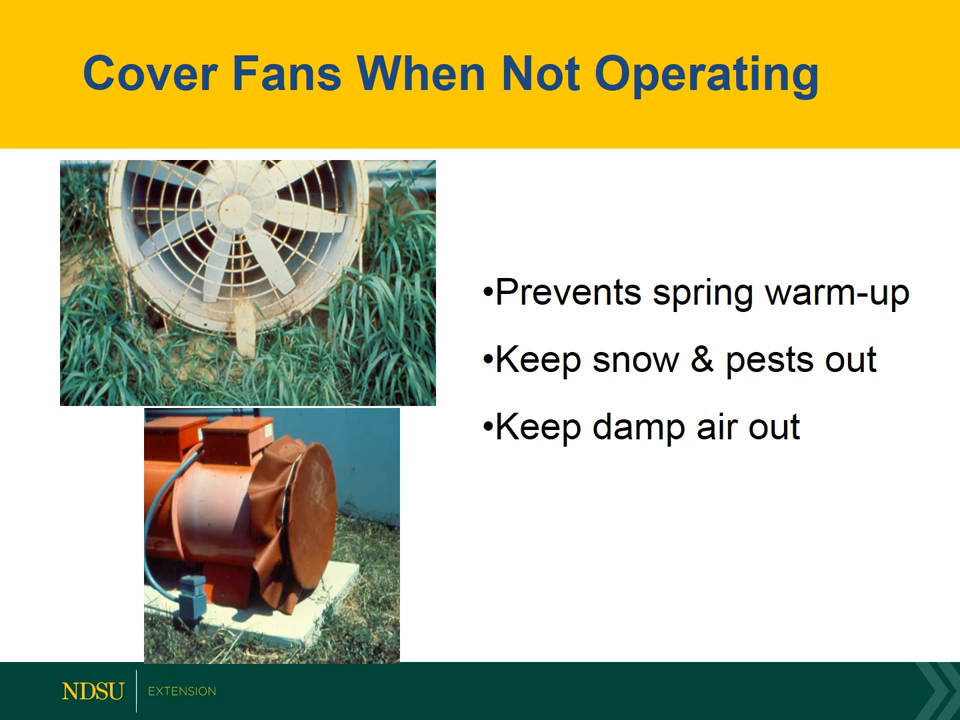 Cover Fans When Not Operating
•Prevents spring warm-up
•Keep snow & pests out
•Keep damp air out
NDSU EXTENSION